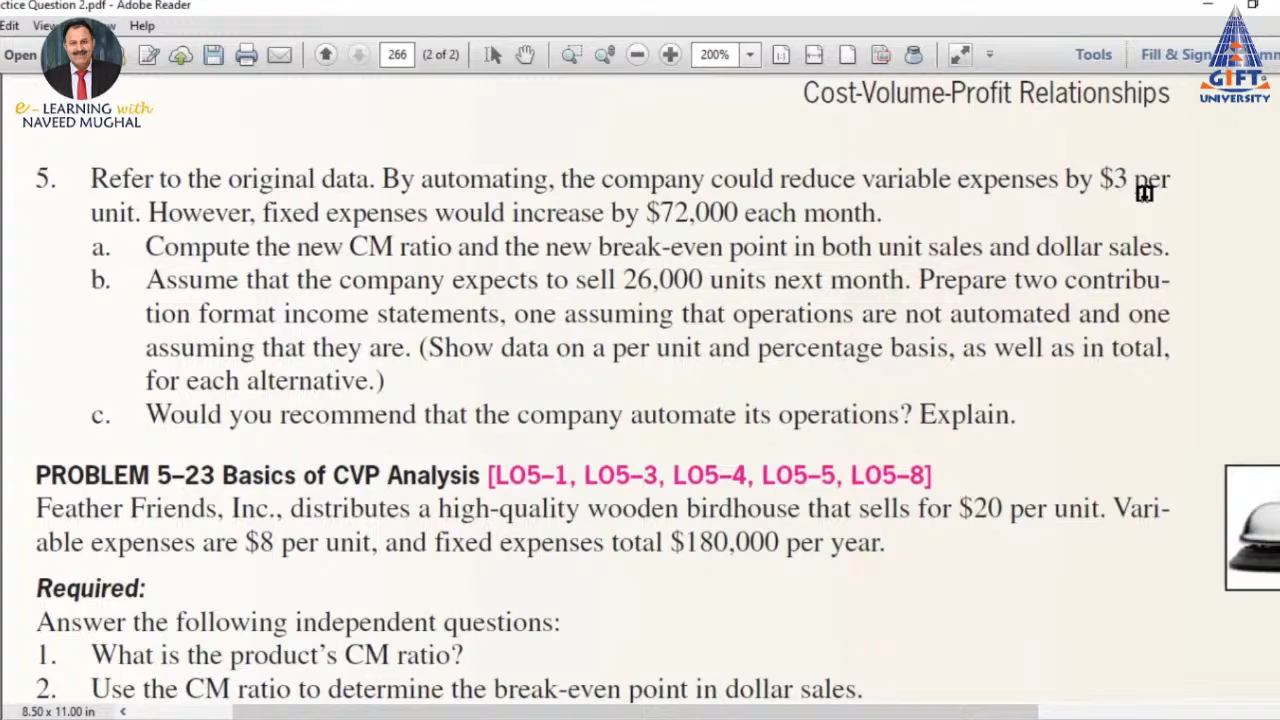 ctice Question 2.pdf - Adobe Reader
Edit View Help
Open 266 (2 of 2) 200% Tools Fill & Sign
e-LEARNING with
NAVEED MUGHAL
GIFT
UNIVERSITY
Cost-Volume-Profit Relationships
5. Refer to the original data. By automating, the company could reduce variable expenses by $3 per
unit. However, fixed expenses would increase by $72,000 each month.
a. Compute the new CM ratio and the new break-even point in both unit sales and dollar sales.
b. Assume that the company expects to sell 26,000 units next month. Prepare two contribu-
tion format income statements, one assuming that operations are not automated and one
assuming that they are. (Show data on a per unit and percentage basis, as well as in total,
for each alternative.)
c. Would you recommend that the company automate its operations? Explain.
PROBLEM 5–23 Basics of CVP Analysis [LO5–1, LO5–3, LO5–4, LO5–5, LO5–8]
Feather Friends, Inc., distributes a high-quality wooden birdhouse that sells for $20 per unit. Vari-
able expenses are $8 per unit, and fixed expenses total $180,000 per year.
Required:
Answer the following independent questions:
1. What is the product's CM ratio?
2. Use the CM ratio to determine the break-even point in dollar sales.
8.50 x 11.00 in